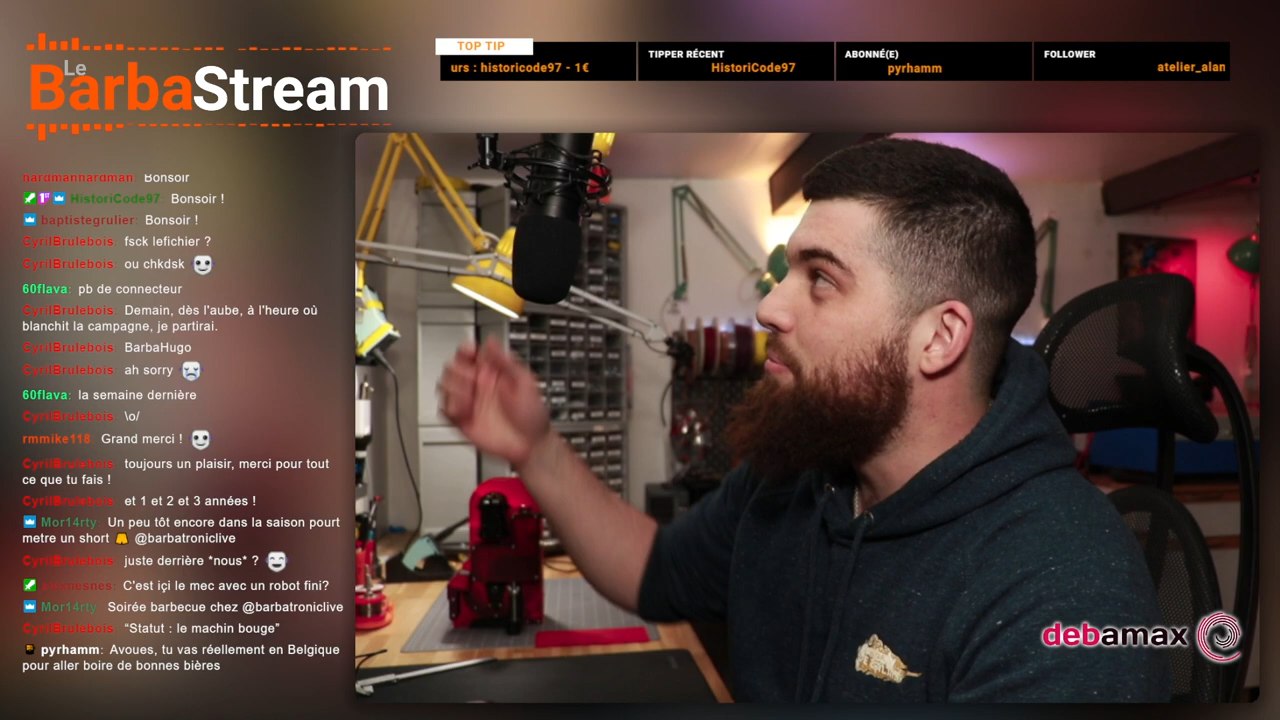 Le
BarbaStream
TOP TIP
urs : historicode97 - 1€
TIPPER RÉCENT
HistoriCode97
ABONNÉ(E)
pyrhamm
FOLLOWER
atelier_alan
nardmannardman: Bonsoir
HistoriCode97: Bonsoir !
baptistegrulier: Bonsoir !
CyrilBrulebois: fsck lefichier ?
CyrilBrulebois: ou chkdsk
60flava: pb de connecteur
CyrilBrulebois: Demain, dès l'aube, à l'heure où
blanchit la campagne, je partirai.
CyrilBrulebois: BarbaHugo
CyrilBrulebois: ah sorry
60flava: la semaine dernière
CyrilBrulebois: \o/
rmmike118: Grand merci !
CyrilBrulebois: toujours un plaisir, merci pour tout
ce que tu fais !
CyrilBrulebois: et 1 et 2 et 3 années !
Mor14rty: Un peu tôt encore dans la saison pourt
metre un short @barbatroniclive
CyrilBrulebois: juste derrière *nous* ?
C'est içi le mec avec un robot fini?
Mor14rty: Soirée barbecue chez @barbatroniclive
CyrilBrulebois: “Statut : le machin bouge”
pyrhamm: Avoues, tu vas réellement en Belgique
pour aller boire de bonnes bières
debamax